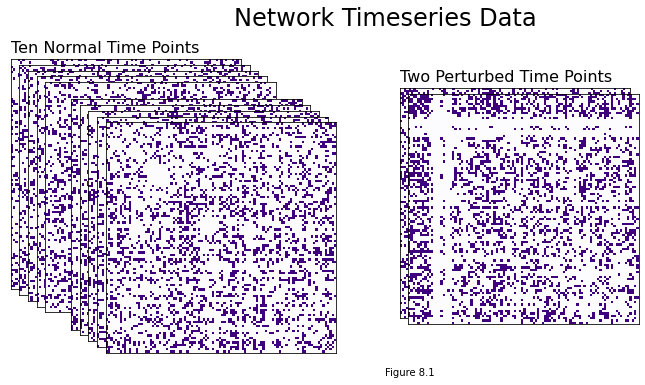 Network Timeseries Data
Ten Normal Time Points
Two Perturbed Time Points
Figure 8.1